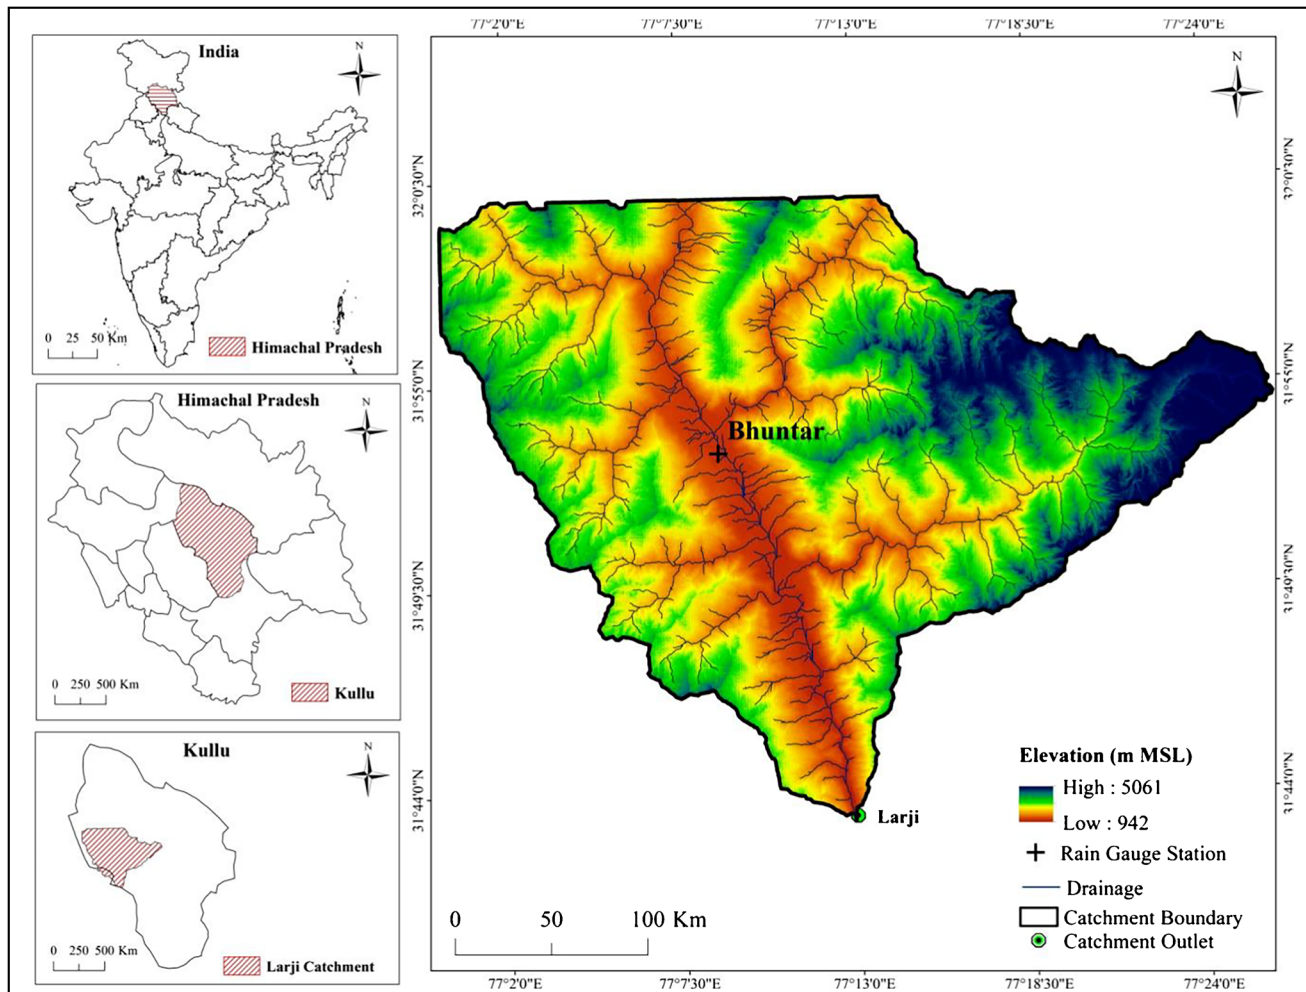 India
N
0 25 50 Km
Himachal Pradesh
Himachal Pradesh
N
0 250 500 Km
Kullu
Kullu
N
0 250 500 Km
Larji Catchment
77°2'0"E 77°7'30"E 77°13'0"E 77°18'30"E 77°24'0"E
N
32°0'30"N
31°55'0"N
31°49'30"N
31°44'0"N
32°0'30"N
31°55'0"N
31°49'30"N
31°44'0"N
Bhuntar
Larji
Elevation (m MSL)
High : 5061
Low : 942
Rain Gauge Station
Drainage
Catchment Boundary
Catchment Outlet
0 50 100 Km
77°2'0"E 77°7'30"E 77°13'0"E 77°18'30"E 77°24'0"E